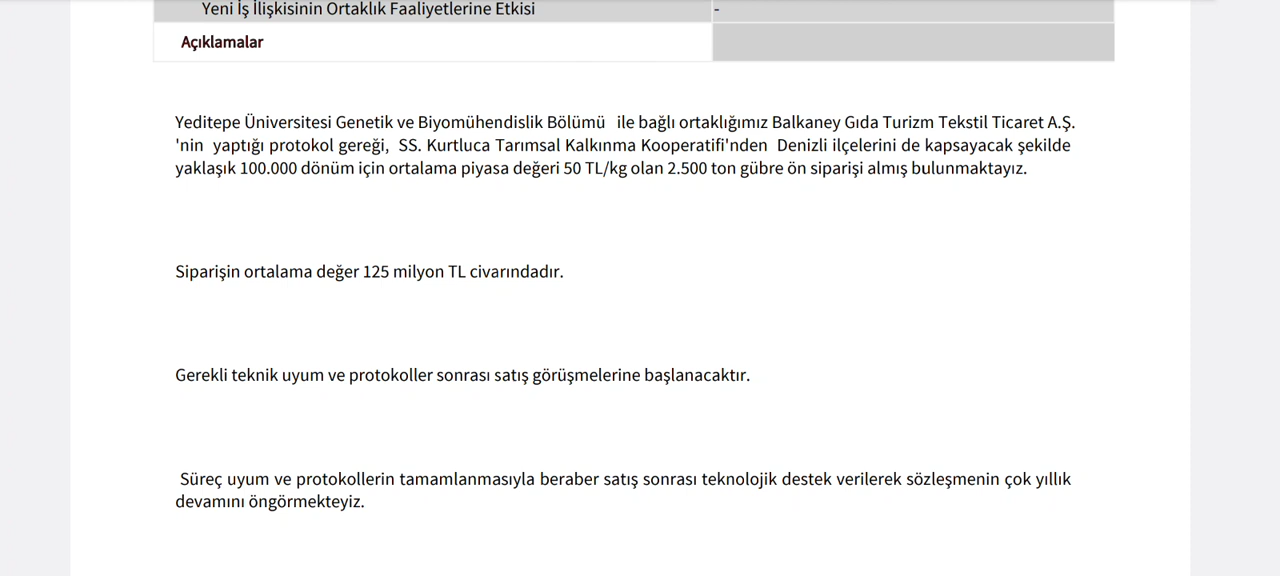 Yeni İş İlişkisinin Ortaklık Faaliyetlerine Etkisi -
Açıklamalar
Yeditepe Üniversitesi Genetik ve Biyomühendislik Bölümü ile bağlı ortaklığımız Balkaney Gıda Turizm Tekstil Ticaret A.Ş.
'nin yaptığı protokol gereği, SS. Kurtluca Tarımsal Kalkınma Kooperatifi'nden Denizli ilçelerini de kapsayacak şekilde
yaklaşık 100.000 dönüm için ortalama piyasa değeri 50 TL/kg olan 2.500 ton gübre ön siparişi almış bulunmaktayız.
Siparişin ortalama değer 125 milyon TL civarındadır.
Gerekli teknik uyum ve protokoller sonrası satış görüşmelerine başlanacaktır.
Süreç uyum ve protokollerin tamamlanmasıyla beraber satış sonrası teknolojik destek verilerek sözleşmenin çok yıllık
devamını öngörmekteyiz.